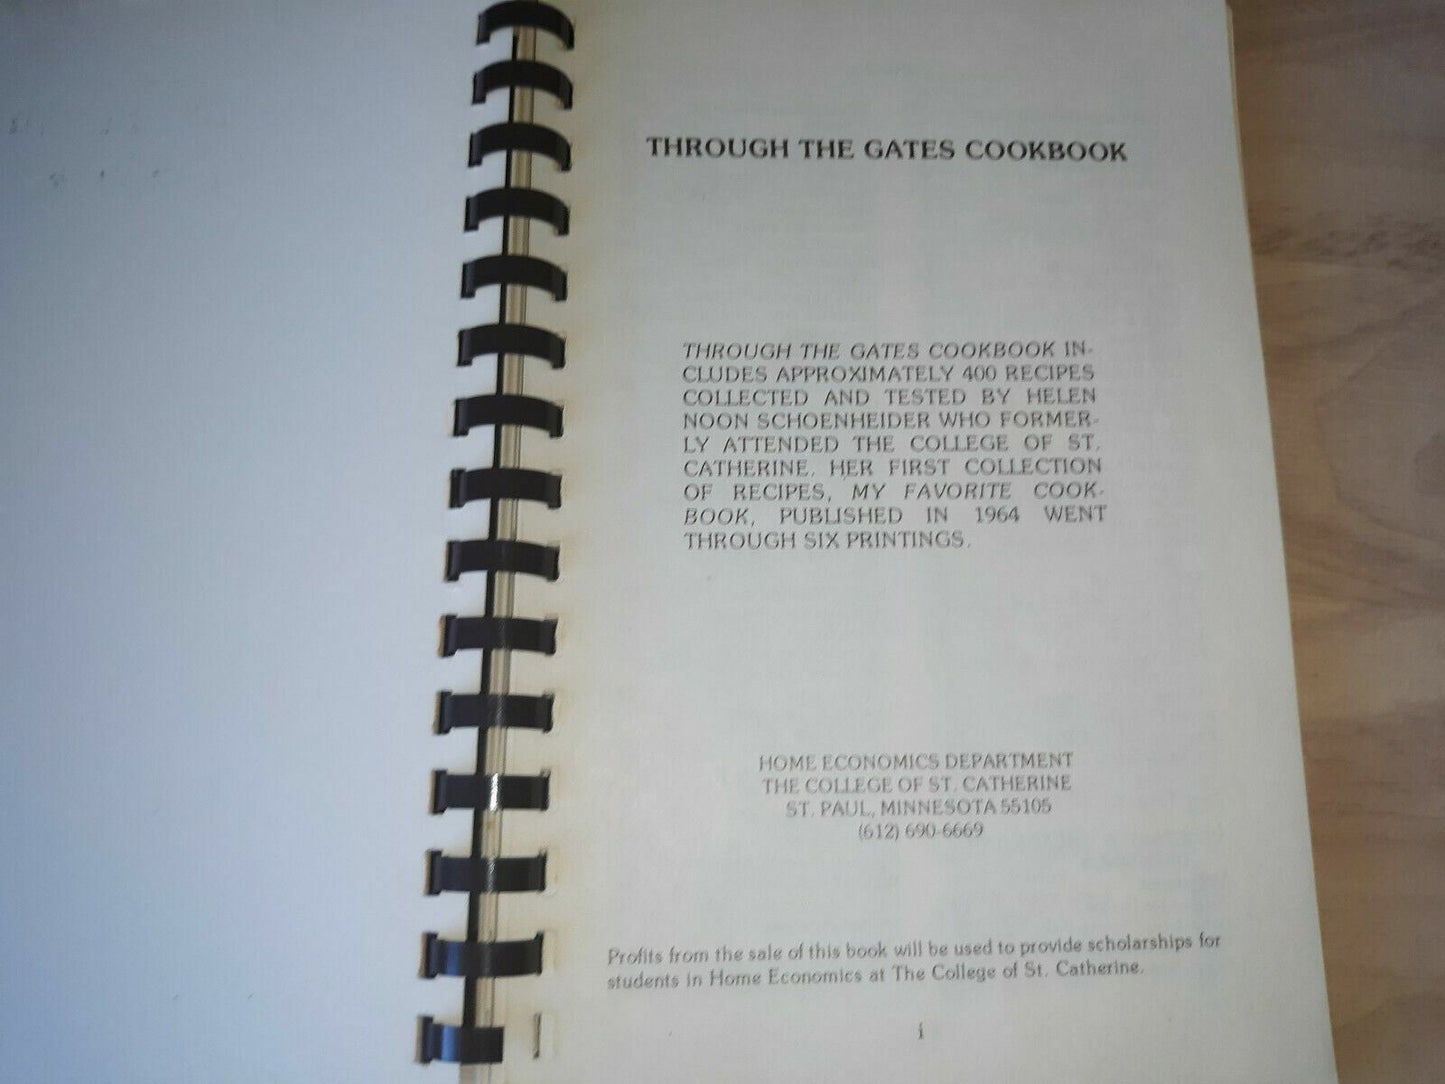 THROUGH THE GATES COOKBOOK
THROUGH THE GATES COOKBOOK IN-
CLUDES APPROXIMATELY 400 RECIPES
COLLECTED AND TESTED BY HELEN
NOON SCHOENHEIDER WHO FORMER-
LY ATTENDED THE COLLEGE OF ST.
CATHERINE. HER FIRST COLLECTION
OF RECIPES, MY FAVORITE COOK-
BOOK, PUBLISHED IN 1964 WENT
THROUGH SIX PRINTINGS.
HOME ECONOMICS DEPARTMENT
THE COLLEGE OF ST. CATHERINE
ST. PAUL, MINNESOTA 55105
(612) 690-6669
Profits from the sale of this book will be used to provide scholarships for
students in Home Economics at The College of St. Catherine.
i